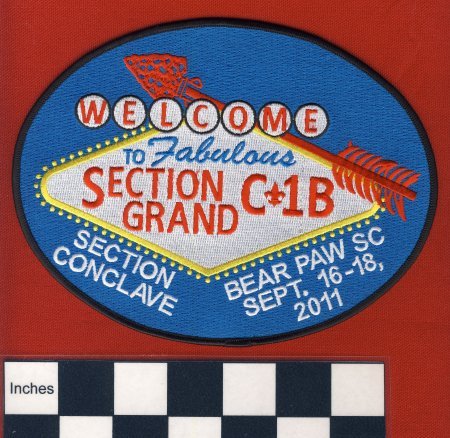 WELCOME
TO Fabulous
SECTION
GRAND
C⚜1B
SECTION
CONCLAVE
BEAR PAW SC
SEPT. 16-18,
2011
Inches